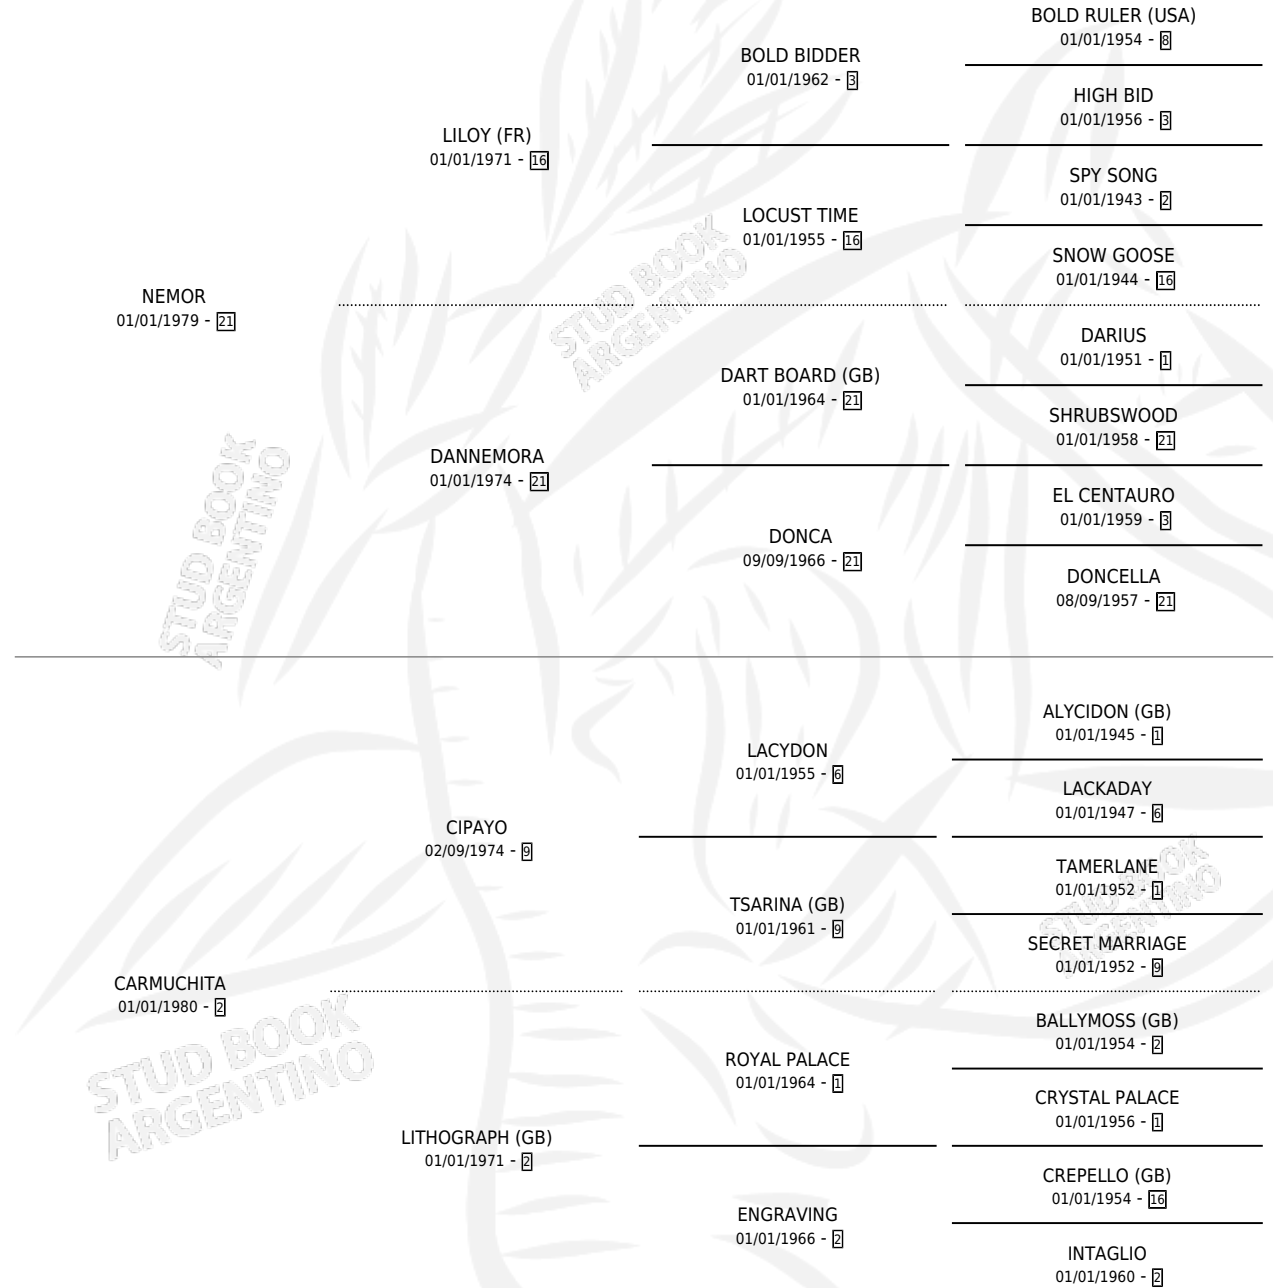 BOLD RULER (USA)
01/01/1954 - 8
BOLD BIDDER
01/01/1962 - 3
HIGH BID
01/01/1956 - 3
LILOY (FR)
01/01/1971 - 16
SPY SONG
01/01/1943 - 2
LOCUST TIME
01/01/1955 - 16
SNOW GOOSE
01/01/1944 - 16
NEMOR
01/01/1979 - 21
STUD BOOK
ARGENTINO
DARIUS
01/01/1951 - 1
DART BOARD (GB)
01/01/1964 - 21
SHRUBSWOOD
01/01/1958 - 21
DANNEMORA
01/01/1974 - 21
EL CENTAURO
01/01/1959 - 3
DONCA
09/09/1966 - 21
DONCELLA
08/09/1957 - 21
STUD BOOK
ARGENTINO
ALYCIDON (GB)
01/01/1945 - 1
LACYDON
01/01/1955 - 6
LACKADAY
01/01/1947 - 6
CIPAYO
02/09/1974 - 9
TAMERLANE
01/01/1952 - 1
TSARINA (GB)
01/01/1961 - 9
SECRET MARRIAGE
01/01/1952 - 9
STUD BOOK
ARGENTINO
CARMUCHITA
01/01/1980 - 2
BALLYMOSS (GB)
01/01/1954 - 2
ROYAL PALACE
01/01/1964 - 1
CRYSTAL PALACE
01/01/1956 - 1
STUD BOOK
ARGENTINO
LITHOGRAPH (GB)
01/01/1971 - 2
CREPELLO (GB)
01/01/1954 - 16
ENGRAVING
01/01/1966 - 2
INTAGLIO
01/01/1960 - 2